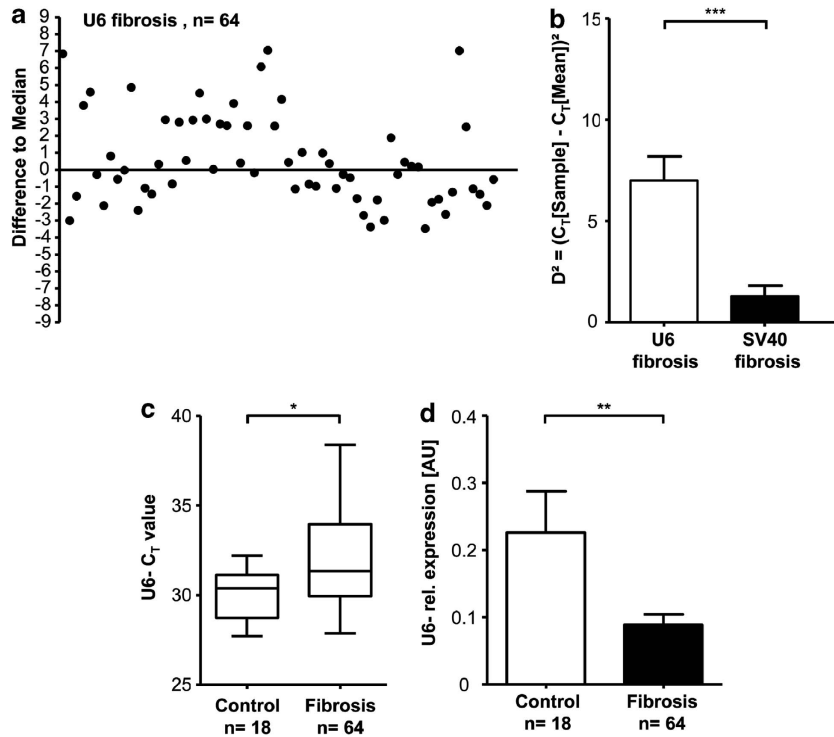 a
U6 fibrosis , n= 64
Difference to Median
9
8
7
6
5
4
3
2
1
0
-1
-2
-3
-4
-5
-6
-7
-8
-9
b
***
D² = (C_T[Sample] - C_T[Mean])²
15
10
5
0
U6
fibrosis
SV40
fibrosis
c
*
U6- C_T value
40
35
30
25
Control
n= 18
Fibrosis
n= 64
d
**
U6- rel. expression [AU]
0.4
0.3
0.2
0.1
0
Control
n= 18
Fibrosis
n= 64